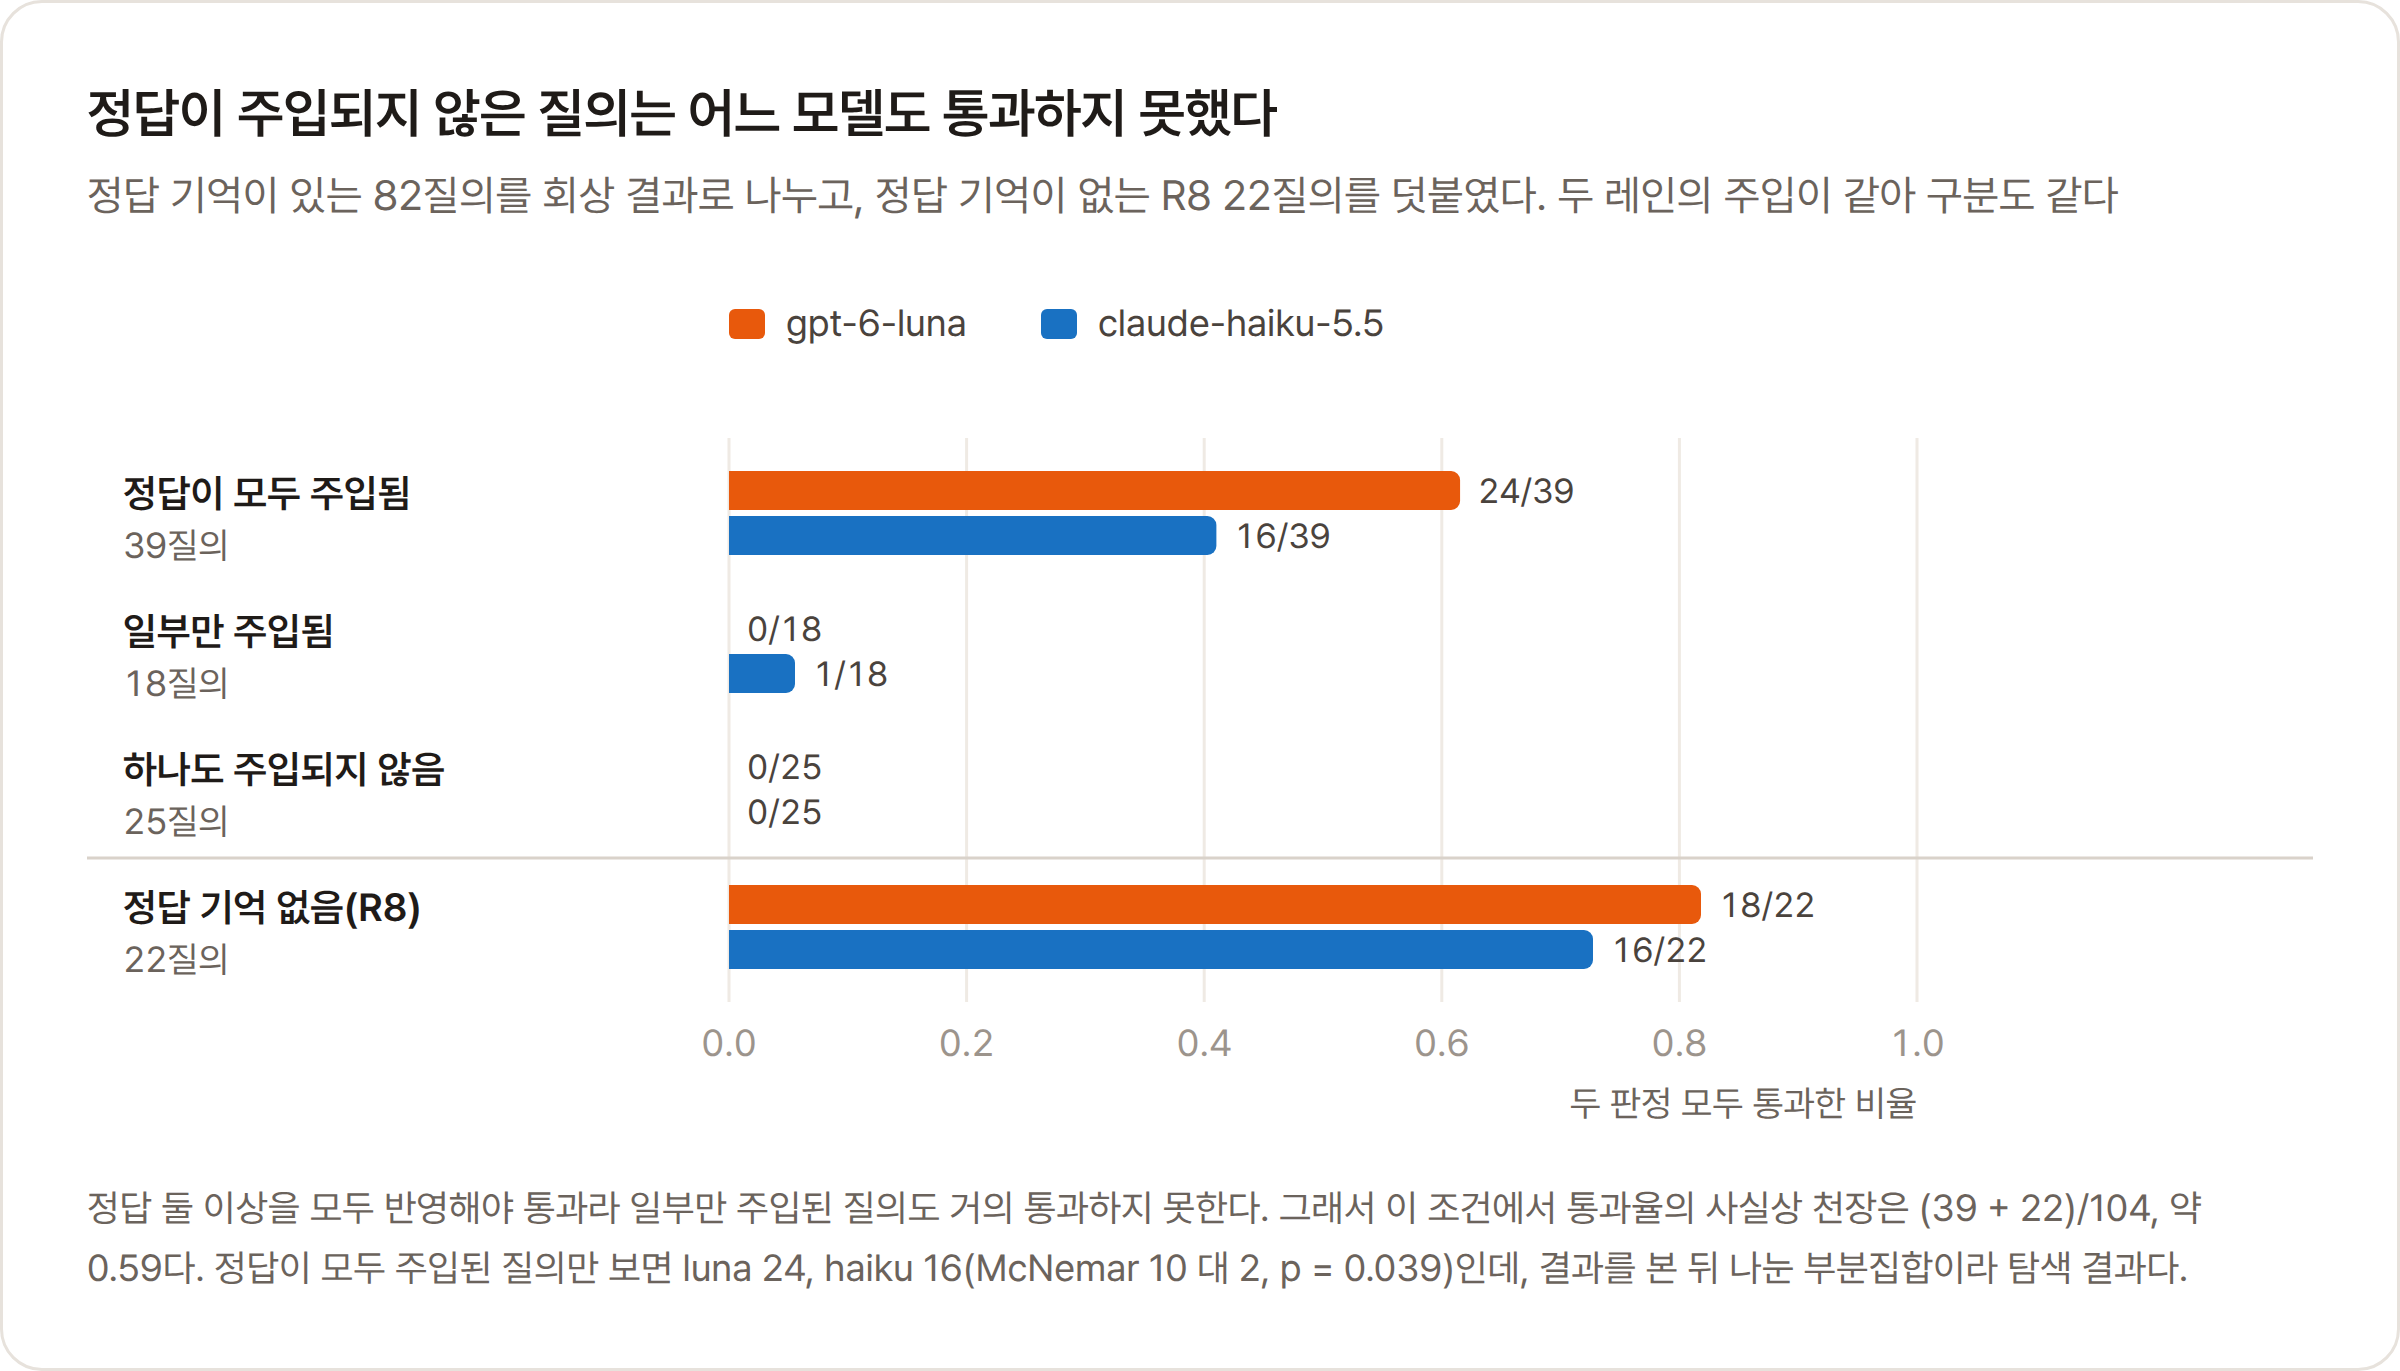 정답이 주입되지 않은 질의는 어느 모델도 통과하지 못했다
정답 기억이 있는 82질의를 회상 결과로 나누고, 정답 기억이 없는 R8 22질의를 덧붙였다. 두 레인의 주입이 같아 구분도 같다
gpt-6-luna
claude-haiku-5.5
정답이 모두 주입됨
39질의
24/39
16/39
일부만 주입됨
18질의
0/18
1/18
하나도 주입되지 않음
25질의
0/25
0/25
정답 기억 없음(R8)
22질의
18/22
16/22
0.0 0.2 0.4 0.6 0.8 1.0
두 판정 모두 통과한 비율
정답 둘 이상을 모두 반영해야 통과라 일부만 주입된 질의도 거의 통과하지 못한다. 그래서 이 조건에서 통과율의 사실상 천장은 (39 + 22)/104, 약
0.59다. 정답이 모두 주입된 질의만 보면 luna 24, haiku 16(McNemar 10 대 2, p = 0.039)인데, 결과를 본 뒤 나눈 부분집합이라 탐색 결과다.